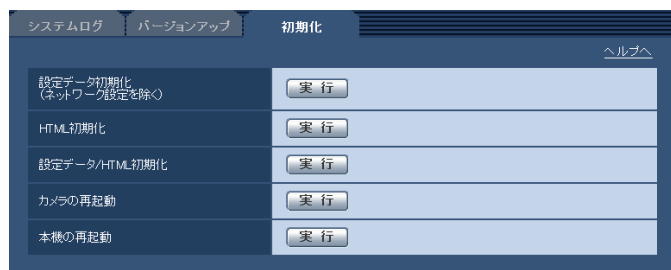 システムログ バージョンアップ 初期化
ヘルプへ
設定データ初期化
(ネットワーク設定を除く)
実行
HTML初期化 実行
設定データ/HTML初期化 実行
カメラの再起動 実行
本機の再起動 実行